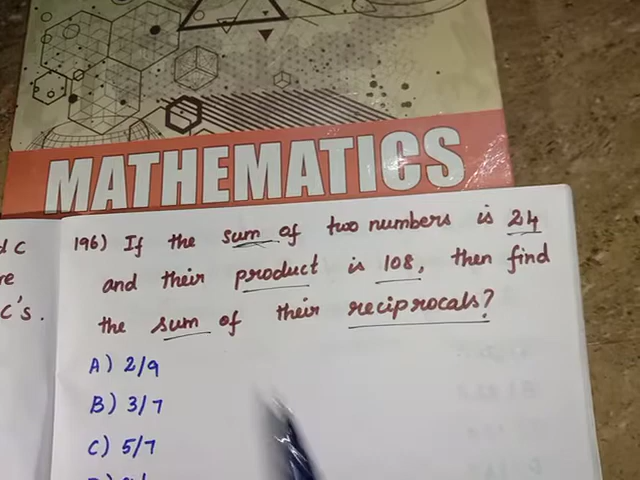 MATHEMATICS
d C
re
C's.
196) If the sum of two numbers is 24
and their product is 108, then find
the sum of their reciprocals?
A) 2/9
B) 3/7
C) 5/7